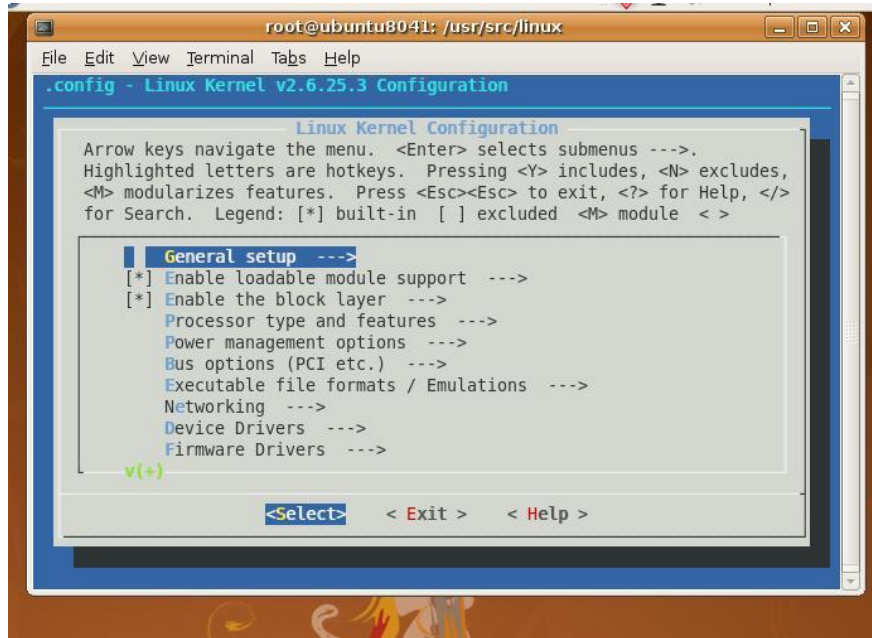 root@ubuntu8041: /usr/src/linux
File Edit View Terminal Tabs Help
.config - Linux Kernel v2.6.25.3 Configuration
Linux Kernel Configuration
Arrow keys navigate the menu. <Enter> selects submenus --->.
Highlighted letters are hotkeys. Pressing <Y> includes, <N> excludes,
<M> modularizes features. Press <Esc><Esc> to exit, <?> for Help, </>
for Search. Legend: [*] built-in [ ] excluded <M> module < >
General setup --->
[*] Enable loadable module support --->
[*] Enable the block layer --->
Processor type and features --->
Power management options --->
Bus options (PCI etc.) --->
Executable file formats / Emulations --->
Networking --->
Device Drivers --->
Firmware Drivers --->
v(+)
<Select> < Exit > < Help >